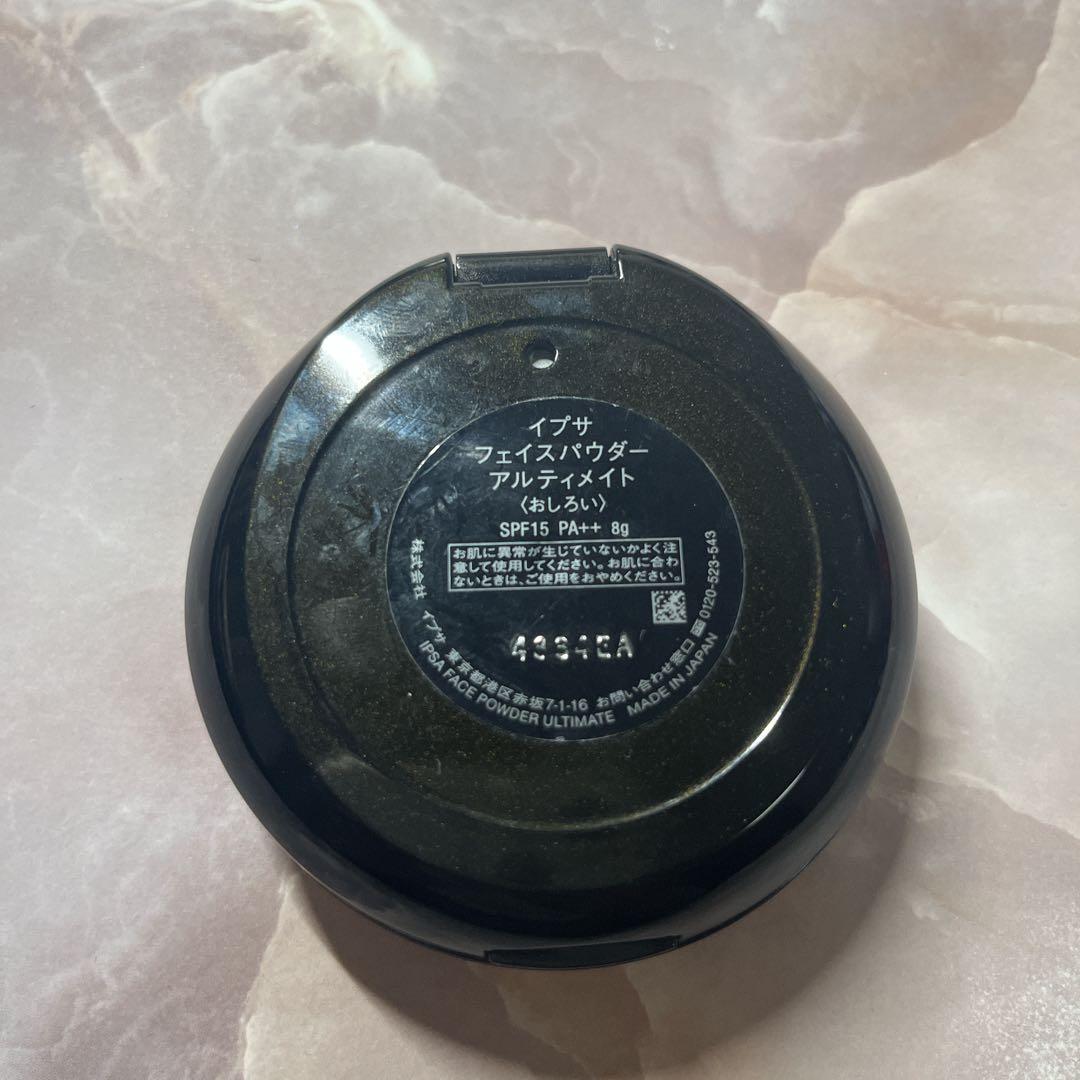 イプサ
フェイスパウダー
アルティメイト
〈おしろい〉
SPF15 PA++ 8g
お肌に異常が生じていないかよく注
意して使用してください。お肌に合わ
ないときは、ご使用をおやめください。
4364EA
株式会社 イプサ 東京都港区赤坂7-1-16 お問い合わせ窓口 0120-523-543
IPSA FACE POWDER ULTIMATE MADE IN JAPAN